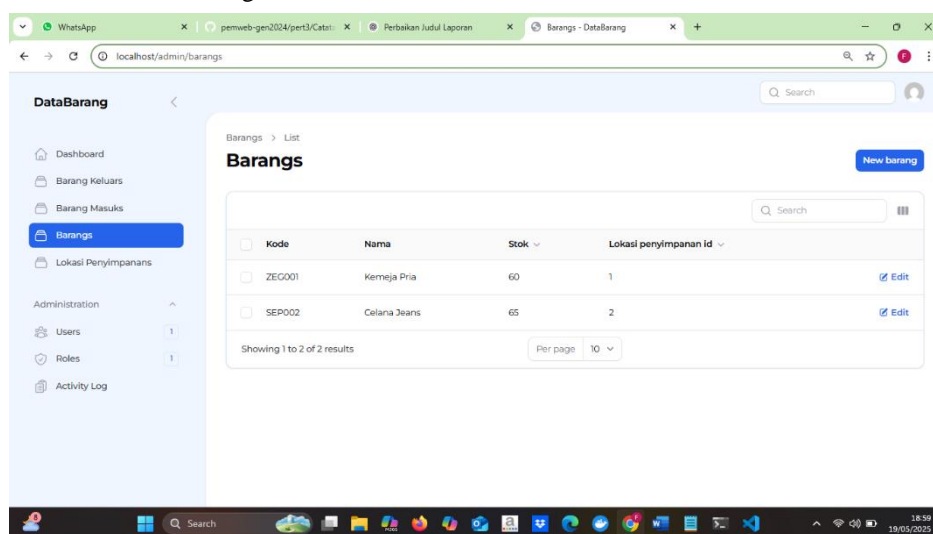 WhatsApp
pemweb-gen2024/pert3/Catat
Perbaikan Judul Laporan
Barangs - DataBarang
localhost/admin/barangs
F
DataBarang
Search
Barangs > List
Barangs
New barang
Dashboard
Barang Keluars
Barang Masuks
Barangs
Lokasi Penyimpanans
Administration
Users 1
Roles 1
Activity Log
Search
Kode Nama Stok Lokasi penyimpanan id
ZEG001 Kemeja Pria 60 1 Edit
SEP002 Celana Jeans 65 2 Edit
Showing 1 to 2 of 2 results
Per page 10
Search
18:59
19/05/2025